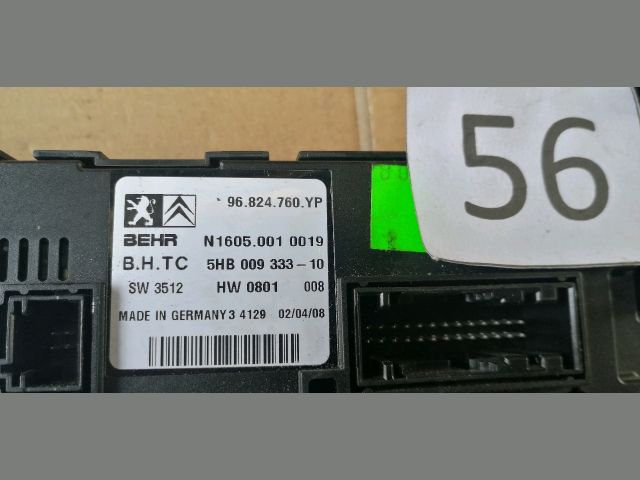 56
96.824.760.YP
BEHR N1605.001 0019
B.H.TC 5HB 009 333-10
SW 3512 HW 0801 008
MADE IN GERMANY 3 4129 02/04/08